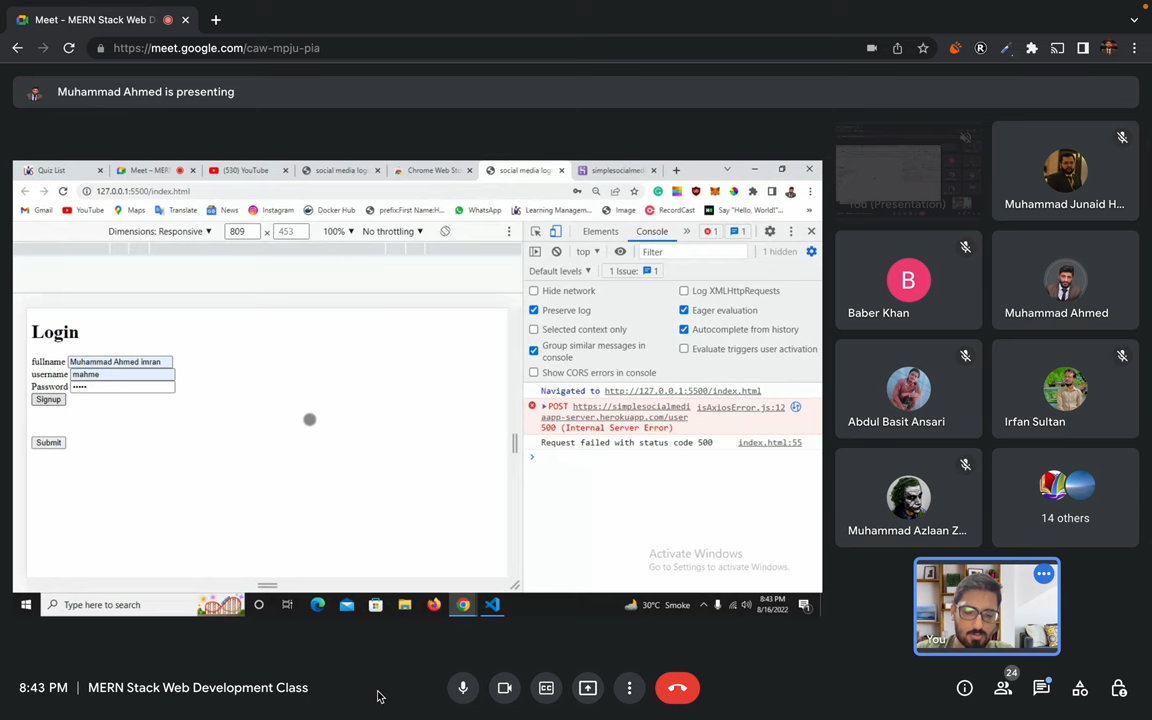 Meet - MERN Stack Web D
https://meet.google.com/caw-mpju-pia
Muhammad Ahmed is presenting
Quiz List
Meet – MERN
(530) YouTube
social media log
Chrome Web St
social media log
simplesocialmed
127.0.0.1:5500/index.html
Gmail
YouTube
Maps
Translate
News
Instagram
Docker Hub
prefix:First Name:H...
WhatsApp
Learning Managem...
Image
RecordCast
Say "Hello, World!"...
Dimensions: Responsive
809
×
453
100%
No throttling
Elements
Console
1
1
top
Filter
1 hidden
Default levels
1 Issue:
1
Hide network
Log XMLHttpRequests
Preserve log
Eager evaluation
Selected context only
Autocomplete from history
Group similar messages in
console
Evaluate triggers user activation
Show CORS errors in console
Navigated to http://127.0.0.1:5500/index.html
POST https://simplesocialmedi isAxiosError.js:12
aapp-server.herokuapp.com/user
500 (Internal Server Error)
Request failed with status code 500 index.html:55
Login
fullname Muhammad Ahmed imran
username mahme
Password •••••
Signup
Submit
Activate Windows
Go to Settings to activate Windows.
Type here to search
30°C Smoke
8:43 PM
8/16/2022
You (Presentation)
Muhammad Junaid H...
B
Baber Khan
Muhammad Ahmed
Abdul Basit Ansari
Irfan Sultan
Muhammad Azlaan Z...
14 others
You
8:43 PM | MERN Stack Web Development Class
24